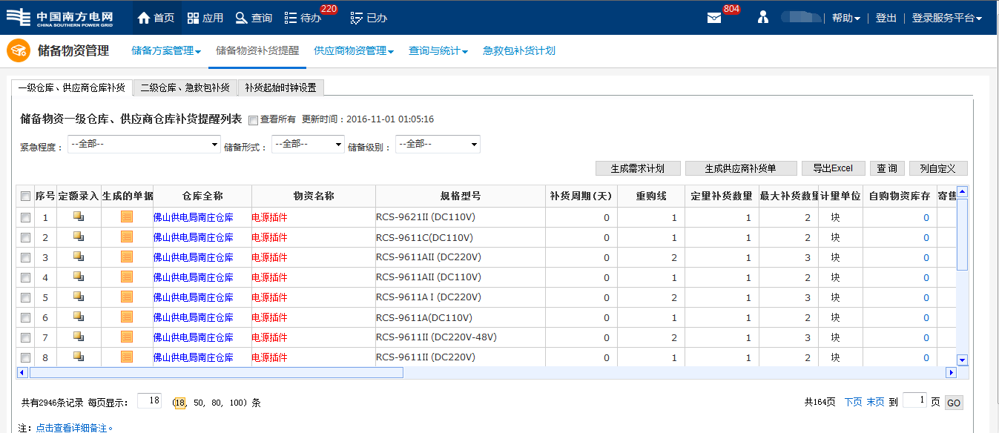 中国南方电网 首页 应用 查询 待办 220 已办 804 帮助 登出 登录服务平台
CHINA SOUTHERN POWER GRID
储备物资管理 储备方案管理 储备物资补货提醒 供应商物资管理 查询与统计 急救包补货计划
一级仓库、供应商仓库补货 二级仓库、急救包补货 补货起始时钟设置
储备物资一级仓库、供应商仓库补货提醒列表 查看所有 更新时间：2016-11-01 01:05:16
紧急程度： --全部-- 储备形式： --全部-- 储备级别： --全部--
生成需求计划 生成供应商补货单 导出Excel 查 询 列自定义
序号 定额录入 生成的单据 仓库全称 物资名称 规格型号 补货周期(天) 重购线 定量补货数量 最大补货数量 计量单位 自购物资库存 寄售
1 佛山供电局南庄仓库 电源插件 RCS-9621II (DC110V) 0 1 1 2 块 0
2 佛山供电局南庄仓库 电源插件 RCS-9611C(DC110V) 0 1 1 2 块 0
3 佛山供电局南庄仓库 电源插件 RCS-9611AII (DC220V) 0 2 1 3 块 0
4 佛山供电局南庄仓库 电源插件 RCS-9611AII (DC110V) 0 1 1 2 块 0
5 佛山供电局南庄仓库 电源插件 RCS-9611A I (DC220V) 0 2 1 3 块 0
6 佛山供电局南庄仓库 电源插件 RCS-9611A(DC110V) 0 1 1 2 块 0
7 佛山供电局南庄仓库 电源插件 RCS-9611II (DC220V-48V) 0 2 1 3 块 0
8 佛山供电局南庄仓库 电源插件 RCS-9611II (DC220V) 0 1 1 2 块 0
共有2946条记录 每页显示： 18 (18, 50, 80, 100) 条 共164页 下页 末页 到 1 页 GO
注：点击查看详细备注。